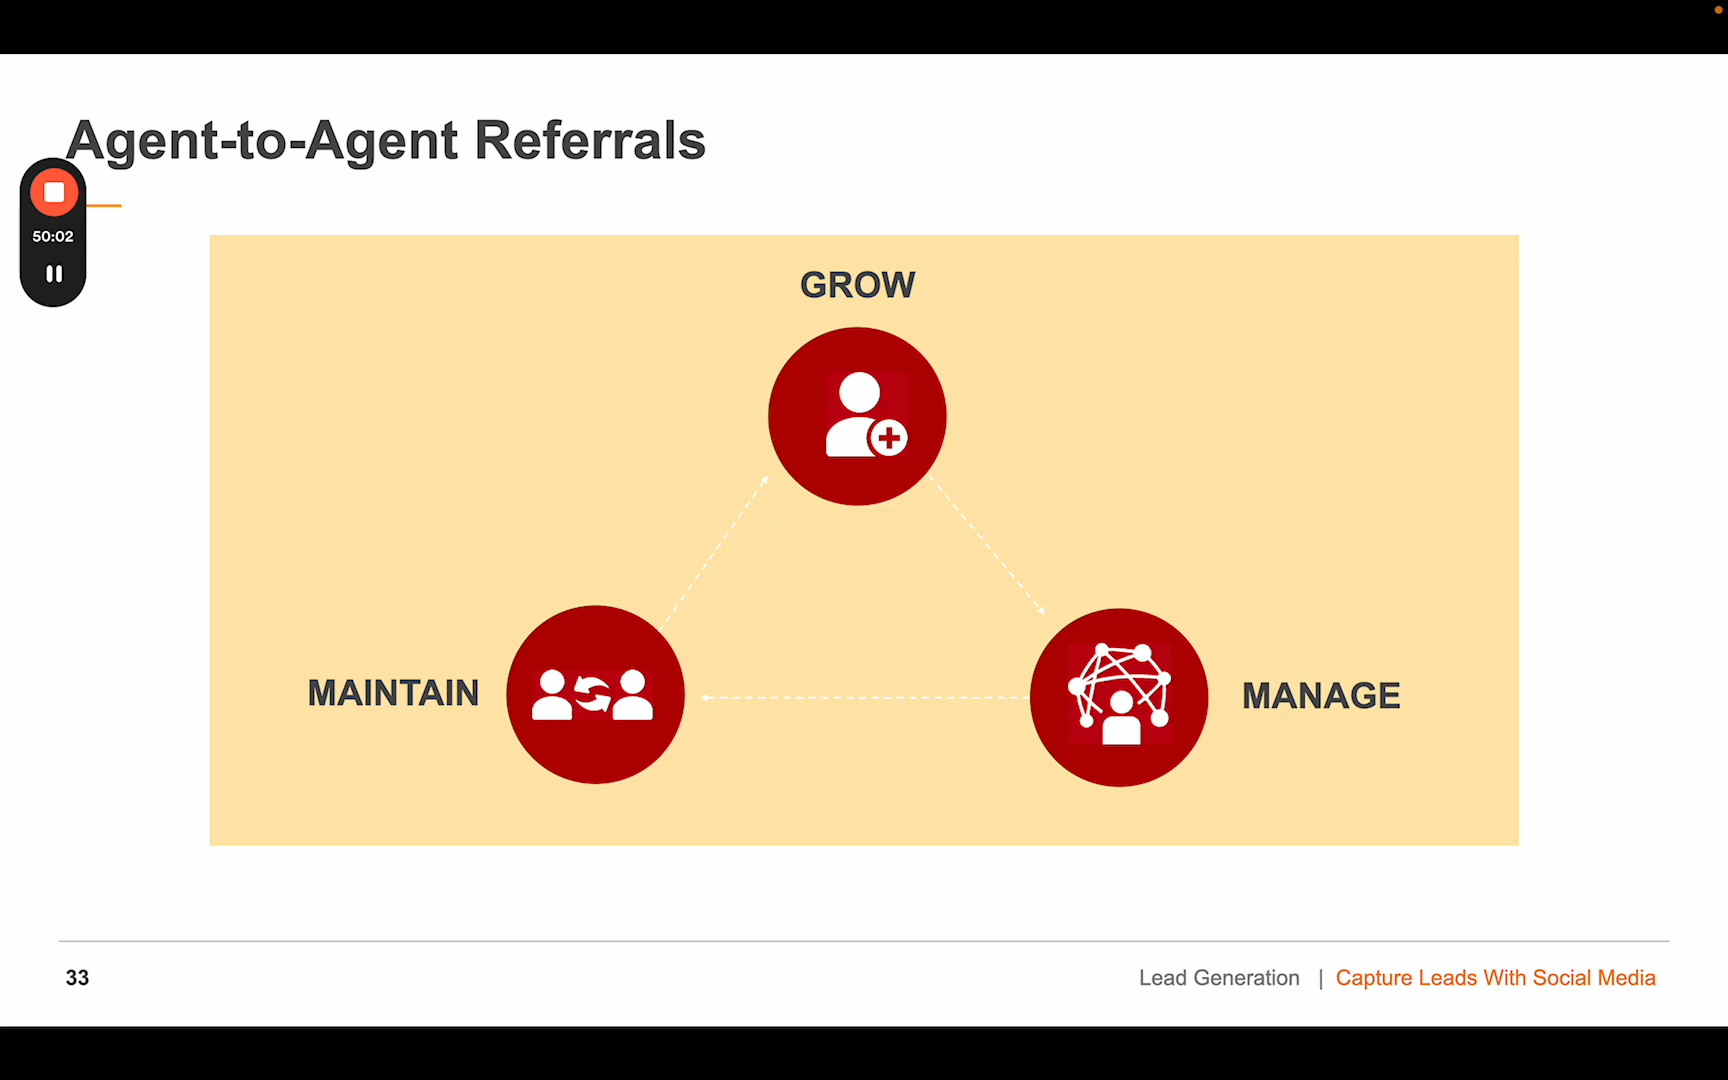 Agent-to-Agent Referrals
50:02
GROW
MAINTAIN
MANAGE
33
Lead Generation | Capture Leads With Social Media